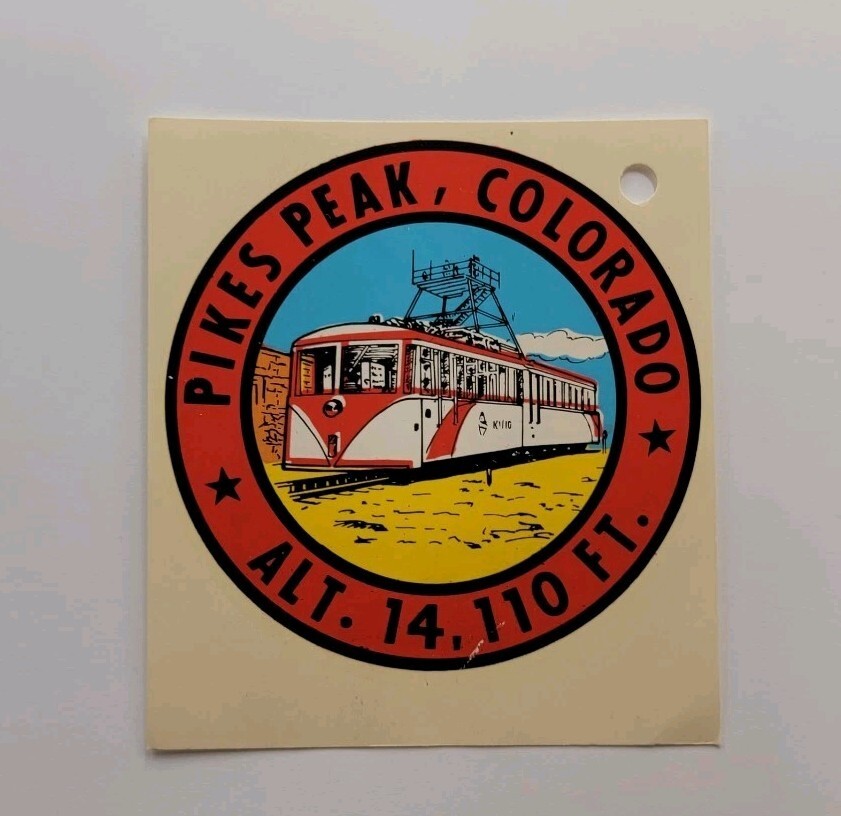 PIKES PEAK, COLORADO
ALT. 14,110 FT.